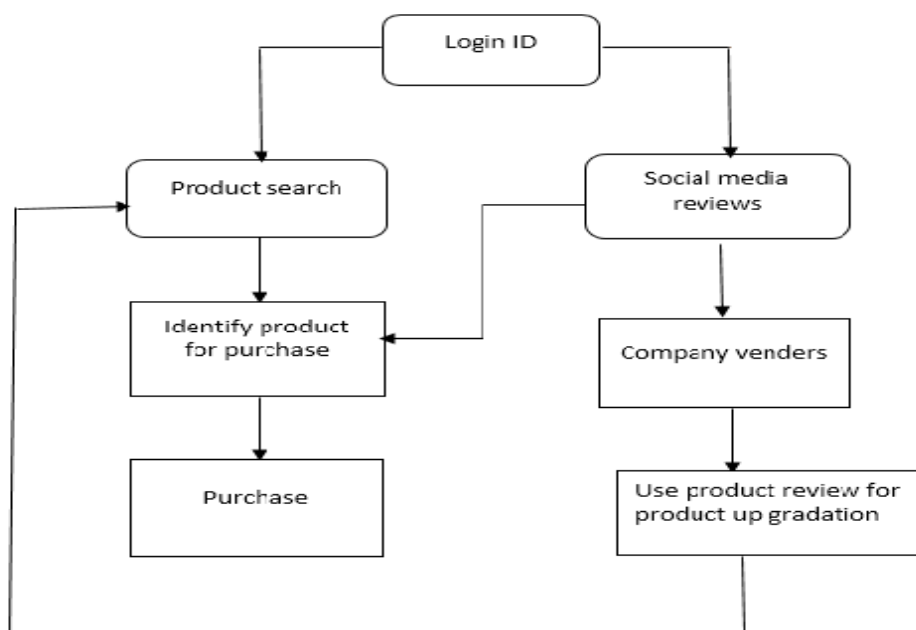 Login ID
Product search
Social media
reviews
Identify product
for purchase
Company venders
Purchase
Use product review for
product up gradation